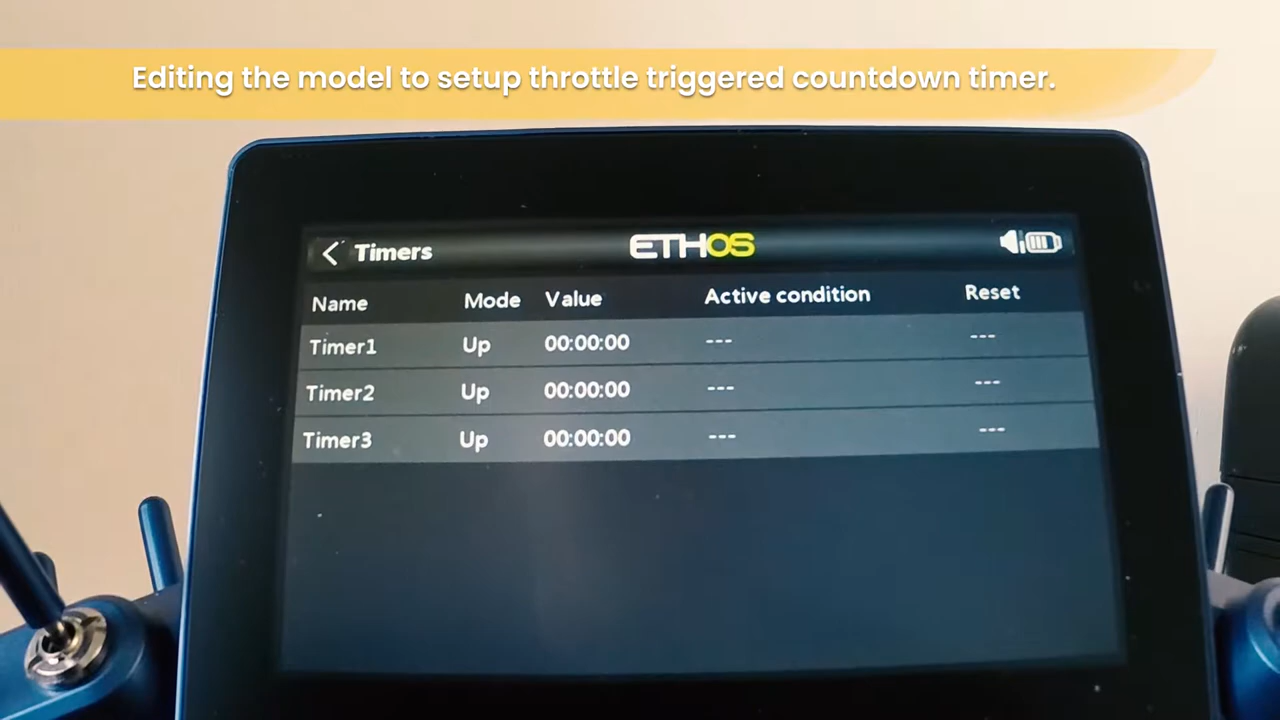 Editing the model to setup throttle triggered countdown timer.
Timers ETHOS
Name Mode Value Active condition Reset
Timer1 Up 00:00:00 --- ---
Timer2 Up 00:00:00 --- ---
Timer3 Up 00:00:00 --- ---